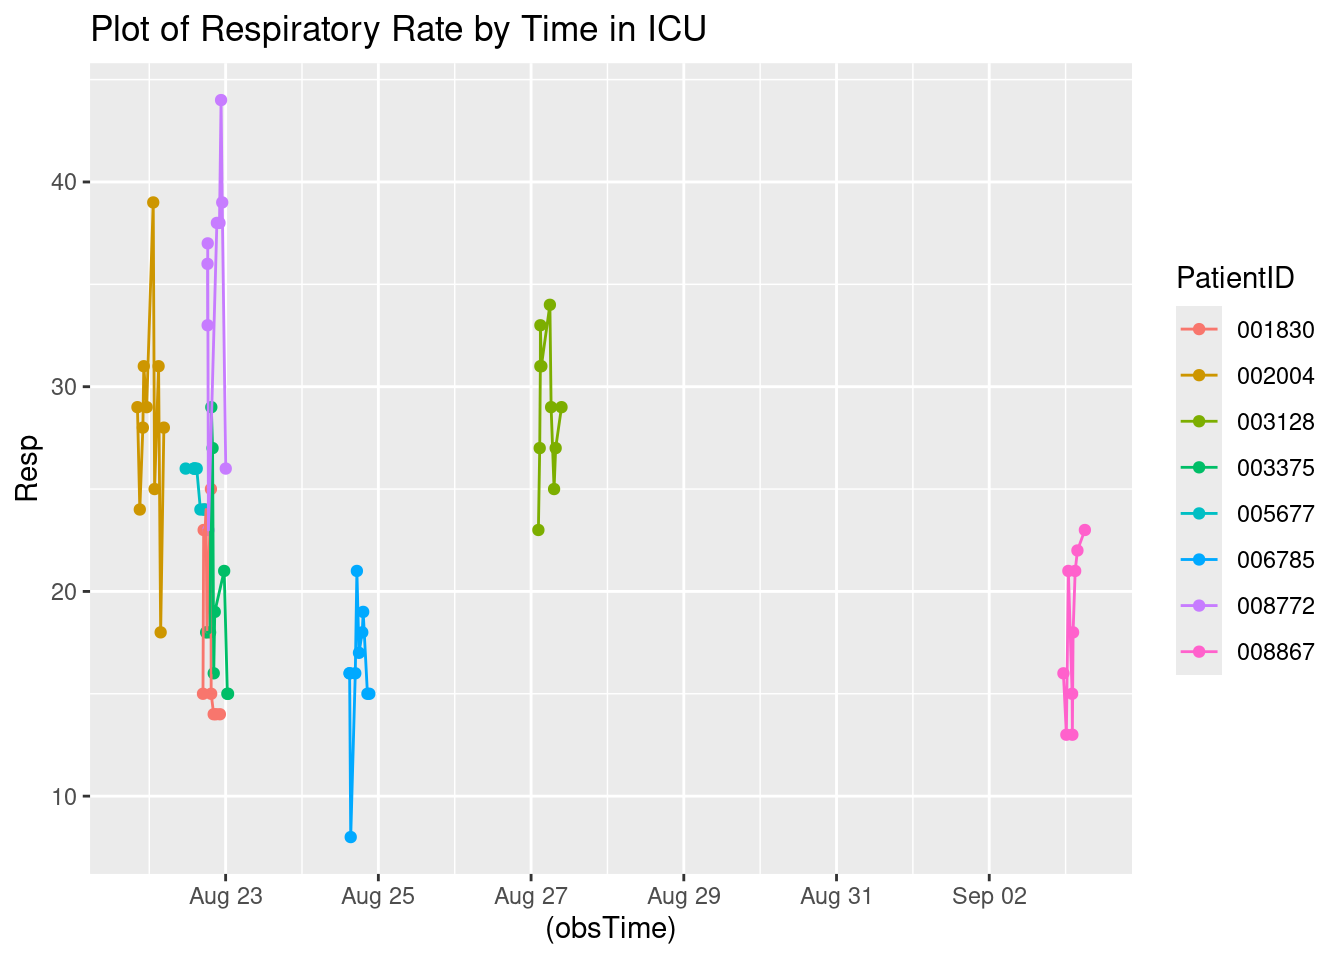 Plot of Respiratory Rate by Time in ICU
Resp
40
30
20
10
Aug 23
Aug 25
Aug 27
Aug 29
Aug 31
Sep 02
(obsTime)
PatientID
001830
002004
003128
003375
005677
006785
008772
008867